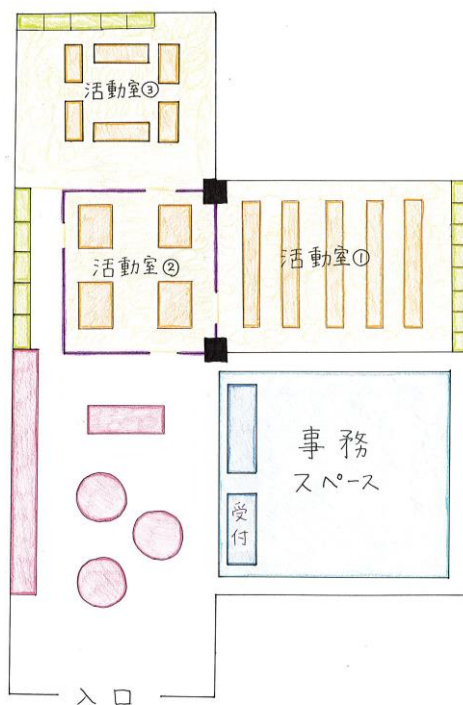 活動室③
活動室②
活動室①
事務
スペース
受付
入口